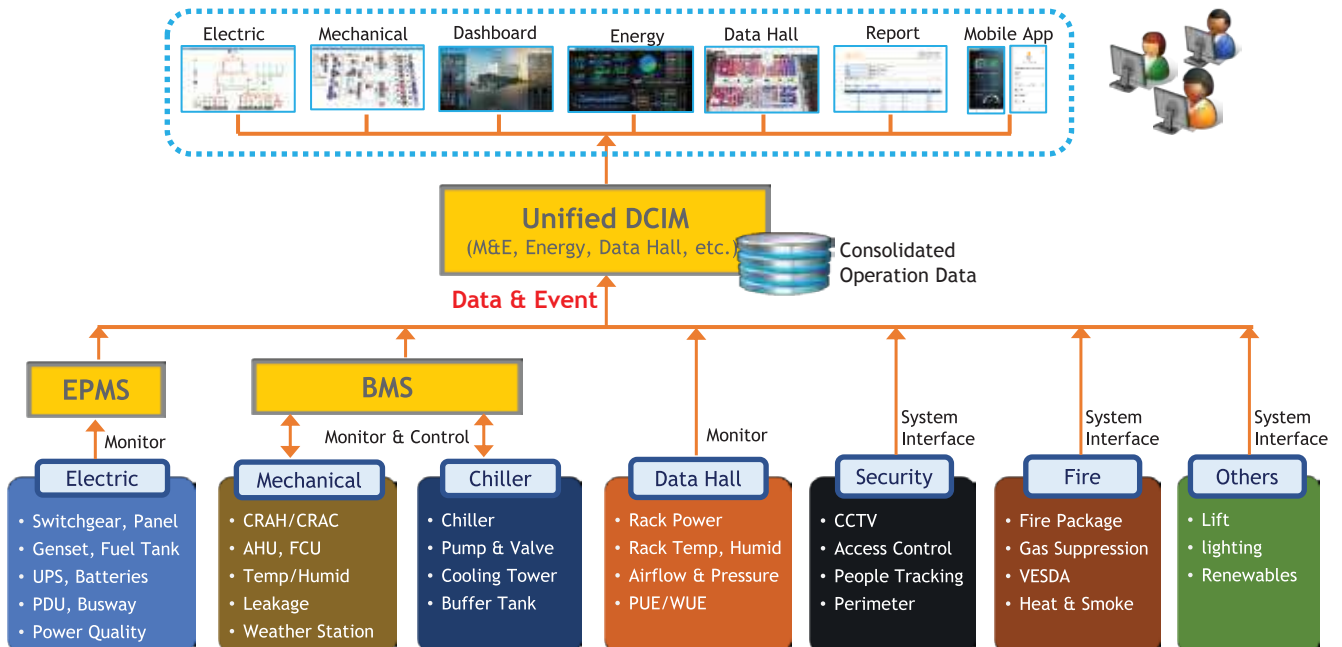 Electric
Mechanical
Dashboard
Energy
Data Hall
Report
Mobile App
Unified DCIM
(M&E, Energy, Data Hall, etc.)
Consolidated
Operation Data
Data & Event
EPMS
BMS
Monitor
Monitor & Control
Monitor
System
Interface
System
Interface
System
Interface
Electric
• Switchgear, Panel
• Genset, Fuel Tank
• UPS, Batteries
• PDU, Busway
• Power Quality
Mechanical
• CRAH/CRAC
• AHU, FCU
• Temp/Humid
• Leakage
• Weather Station
Chiller
• Chiller
• Pump & Valve
• Cooling Tower
• Buffer Tank
Data Hall
• Rack Power
• Rack Temp, Humid
• Airflow & Pressure
• PUE/WUE
Security
• CCTV
• Access Control
• People Tracking
• Perimeter
Fire
• Fire Package
• Gas Suppression
• VESDA
• Heat & Smoke
Others
• Lift
• lighting
• Renewables